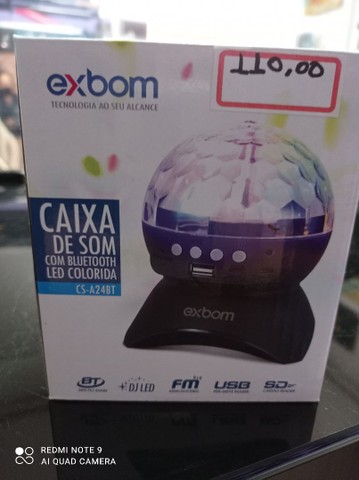 110,00
exbom
TECNOLOGIA AO SEU ALCANCE
CAIXA
DE SOM
COM BLUETOOTH
LED COLORIDA
CS-A24BT
exbom
BT
DJ LED
FM
USB
SD
REDMI NOTE 9
AI QUAD CAMERA